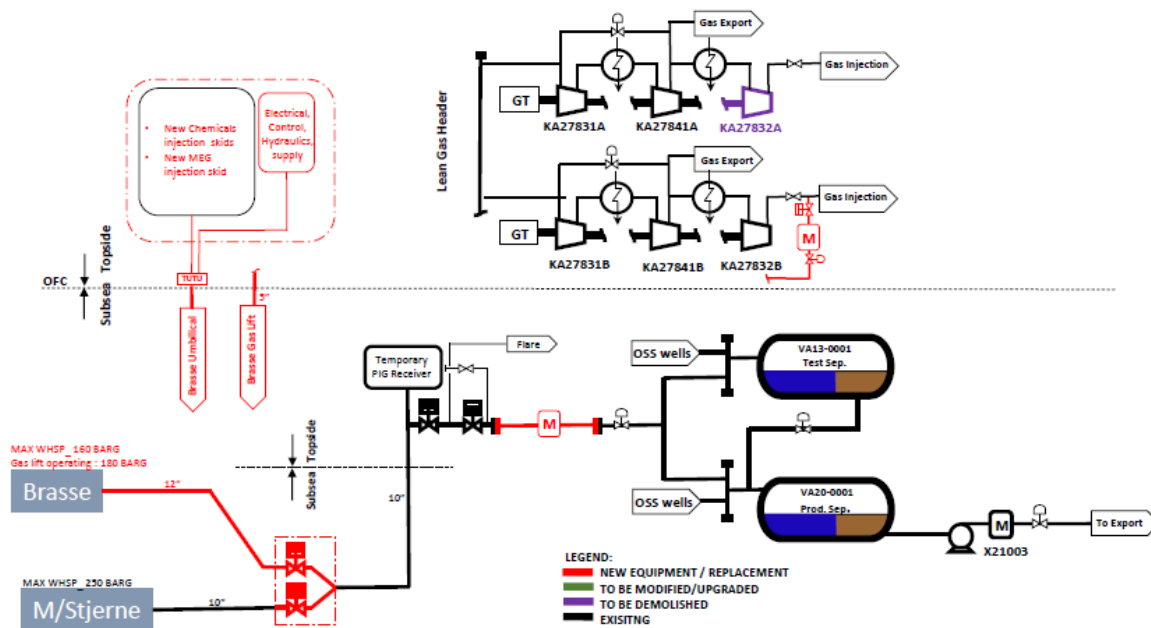 Gas Export
Gas Injection
GT
KA27831A
KA27841A
KA27832A
Lean Gas Header
• New Chemicals
injection skids
• New MEG
injection skid
Electrical,
Control,
Hydraulics,
supply
Gas Export
Gas Injection
GT
M
KA27831B
KA27841B
KA27832B
TUTU
OFC
Topside
Subsea
5"
Brasse Umbilical
Brasse Gas Lift
Flare
Temporary
PIG Receiver
OSS wells
VA13-0001
Test Sep.
M
MAX WHSP_ 160 BARG
Gas lift operating : 180 BARG
Brasse
12"
Topside
Subsea
10"
OSS wells
VA20-0001
Prod. Sep.
M
To Export
X21003
MAX WHSP_ 250 BARG
M/Stjerne
10"
LEGEND:
NEW EQUIPMENT / REPLACEMENT
TO BE MODIFIED/UPGRADED
TO BE DEMOLISHED
EXISITNG